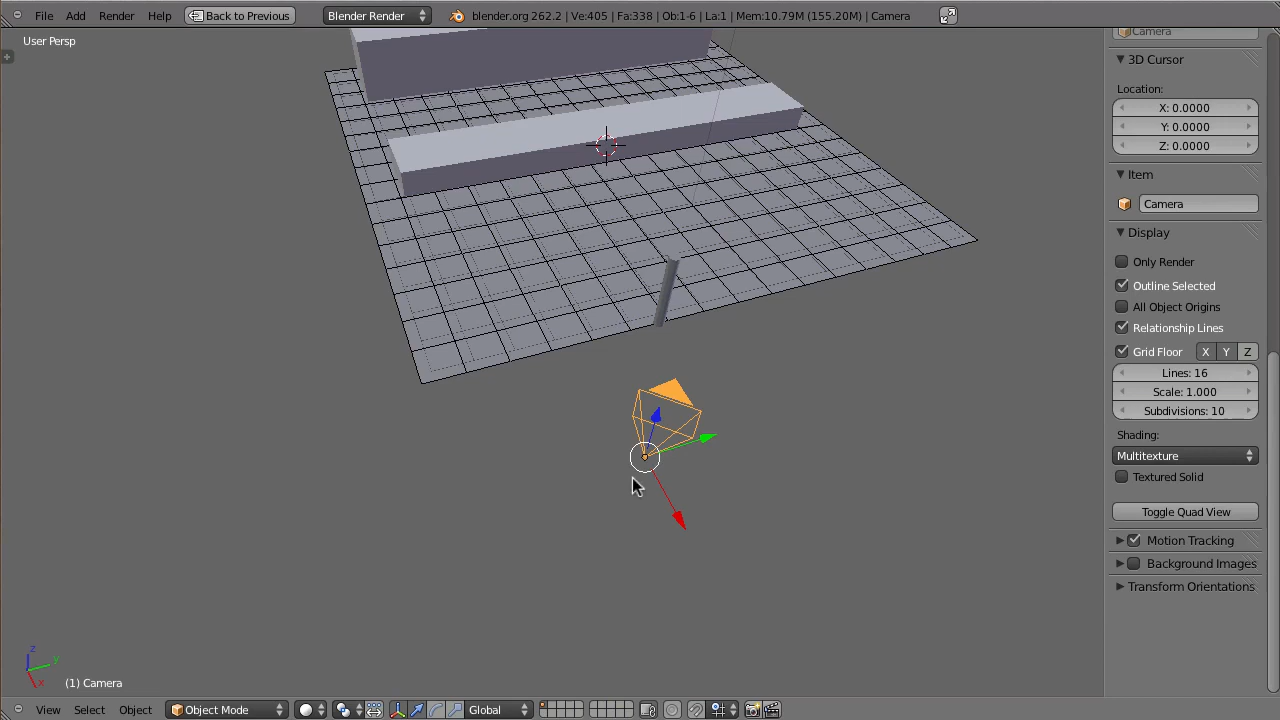 File Add Render Help Back to Previous Blender Render blender.org 262.2 | Ve:405 | Fa:338 | Ob:1-6 | La:1 | Mem:10.79M (155.20M) | Camera
User Persp
Camera
3D Cursor
Location:
X: 0.0000
Y: 0.0000
Z: 0.0000
Item
Camera
Display
Only Render
Outline Selected
All Object Origins
Relationship Lines
Grid Floor X Y Z
Lines: 16
Scale: 1.000
Subdivisions: 10
Shading:
Multitexture
Textured Solid
Toggle Quad View
Motion Tracking
Background Images
Transform Orientations
z
y
x
(1) Camera
View Select Object Object Mode Global